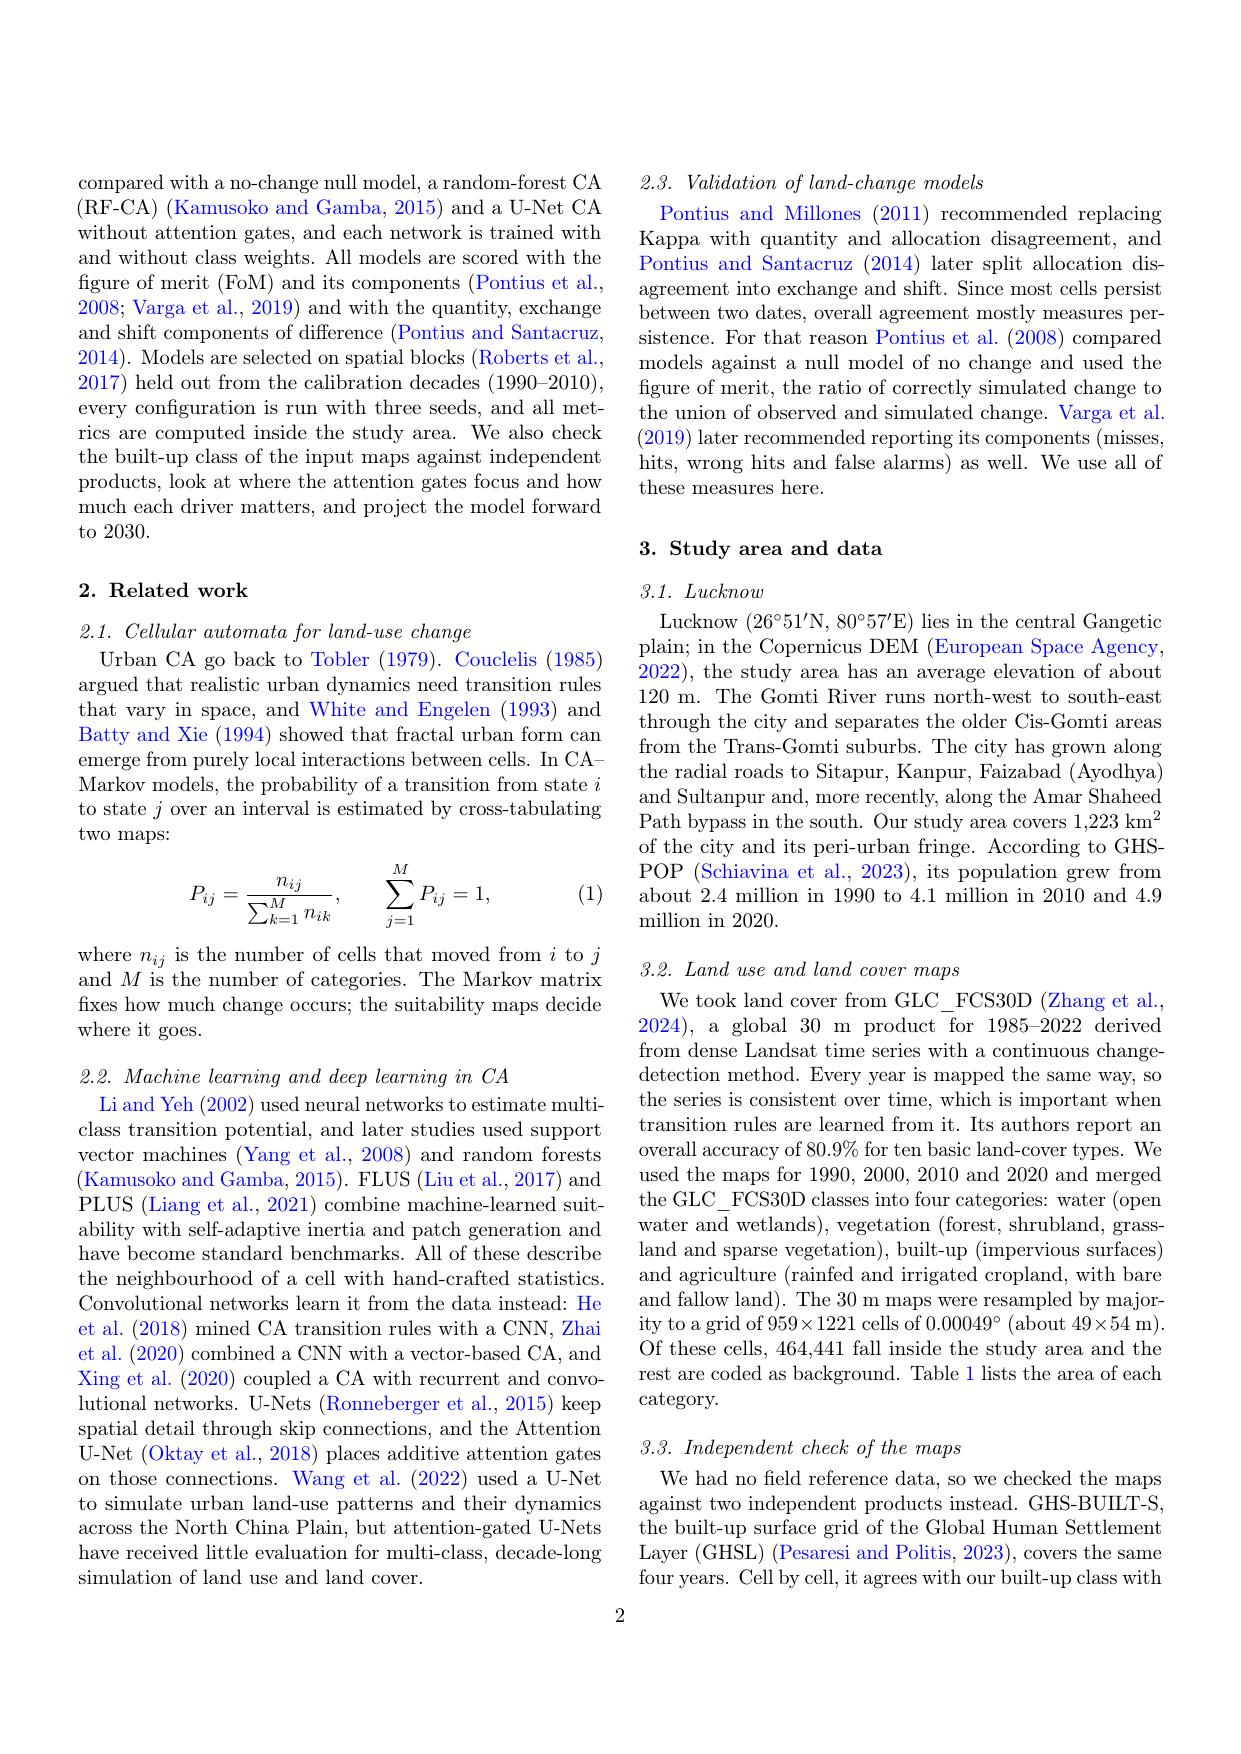 compared with a no-change null model, a random-forest CA
(RF-CA) (Kamusoko and Gamba, 2015) and a U-Net CA
without attention gates, and each network is trained with
and without class weights. All models are scored with the
figure of merit (FoM) and its components (Pontius et al.,
2008; Varga et al., 2019) and with the quantity, exchange
and shift components of difference (Pontius and Santacruz,
2014). Models are selected on spatial blocks (Roberts et al.,
2017) held out from the calibration decades (1990–2010),
every configuration is run with three seeds, and all met-
rics are computed inside the study area. We also check
the built-up class of the input maps against independent
products, look at where the attention gates focus and how
much each driver matters, and project the model forward
to 2030.
2. Related work
2.1. Cellular automata for land-use change
Urban CA go back to Tobler (1979). Couclelis (1985)
argued that realistic urban dynamics need transition rules
that vary in space, and White and Engelen (1993) and
Batty and Xie (1994) showed that fractal urban form can
emerge from purely local interactions between cells. In CA–
Markov models, the probability of a transition from state i
to state j over an interval is estimated by cross-tabulating
two maps:
P_{ij} = \frac{n_{ij}}{\sum_{k=1}^{M} n_{ik}}, \sum_{j=1}^{M} P_{ij} = 1, (1)
where n_{ij} is the number of cells that moved from i to j
and M is the number of categories. The Markov matrix
fixes how much change occurs; the suitability maps decide
where it goes.
2.2. Machine learning and deep learning in CA
Li and Yeh (2002) used neural networks to estimate multi-
class transition potential, and later studies used support
vector machines (Yang et al., 2008) and random forests
(Kamusoko and Gamba, 2015). FLUS (Liu et al., 2017) and
PLUS (Liang et al., 2021) combine machine-learned suit-
ability with self-adaptive inertia and patch generation and
have become standard benchmarks. All of these describe
the neighbourhood of a cell with hand-crafted statistics.
Convolutional networks learn it from the data instead: He
et al. (2018) mined CA transition rules with a CNN, Zhai
et al. (2020) combined a CNN with a vector-based CA, and
Xing et al. (2020) coupled a CA with recurrent and convo-
lutional networks. U-Nets (Ronneberger et al., 2015) keep
spatial detail through skip connections, and the Attention
U-Net (Oktay et al., 2018) places additive attention gates
on those connections. Wang et al. (2022) used a U-Net
to simulate urban land-use patterns and their dynamics
across the North China Plain, but attention-gated U-Nets
have received little evaluation for multi-class, decade-long
simulation of land use and land cover.
2.3. Validation of land-change models
Pontius and Millones (2011) recommended replacing
Kappa with quantity and allocation disagreement, and
Pontius and Santacruz (2014) later split allocation dis-
agreement into exchange and shift. Since most cells persist
between two dates, overall agreement mostly measures per-
sistence. For that reason Pontius et al. (2008) compared
models against a null model of no change and used the
figure of merit, the ratio of correctly simulated change to
the union of observed and simulated change. Varga et al.
(2019) later recommended reporting its components (misses,
hits, wrong hits and false alarms) as well. We use all of
these measures here.
3. Study area and data
3.1. Lucknow
Lucknow (26°51′N, 80°57′E) lies in the central Gangetic
plain; in the Copernicus DEM (European Space Agency,
2022), the study area has an average elevation of about
120 m. The Gomti River runs north-west to south-east
through the city and separates the older Cis-Gomti areas
from the Trans-Gomti suburbs. The city has grown along
the radial roads to Sitapur, Kanpur, Faizabad (Ayodhya)
and Sultanpur and, more recently, along the Amar Shaheed
Path bypass in the south. Our study area covers 1,223 km²
of the city and its peri-urban fringe. According to GHS-
POP (Schiavina et al., 2023), its population grew from
about 2.4 million in 1990 to 4.1 million in 2010 and 4.9
million in 2020.
3.2. Land use and land cover maps
We took land cover from GLC_FCS30D (Zhang et al.,
2024), a global 30 m product for 1985–2022 derived
from dense Landsat time series with a continuous change-
detection method. Every year is mapped the same way, so
the series is consistent over time, which is important when
transition rules are learned from it. Its authors report an
overall accuracy of 80.9% for ten basic land-cover types. We
used the maps for 1990, 2000, 2010 and 2020 and merged
the GLC_FCS30D classes into four categories: water (open
water and wetlands), vegetation (forest, shrubland, grass-
land and sparse vegetation), built-up (impervious surfaces)
and agriculture (rainfed and irrigated cropland, with bare
and fallow land). The 30 m maps were resampled by major-
ity to a grid of 959×1221 cells of 0.00049° (about 49×54 m).
Of these cells, 464,441 fall inside the study area and the
rest are coded as background. Table 1 lists the area of each
category.
3.3. Independent check of the maps
We had no field reference data, so we checked the maps
against two independent products instead. GHS-BUILT-S,
the built-up surface grid of the Global Human Settlement
Layer (GHSL) (Pesaresi and Politis, 2023), covers the same
four years. Cell by cell, it agrees with our built-up class with
2